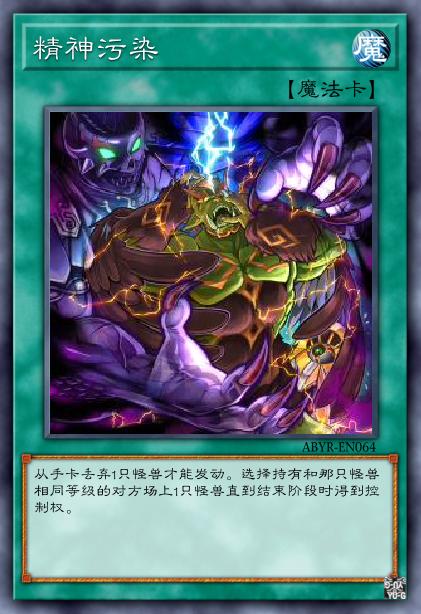 精神污染
魔
【魔法卡】
ABYR-EN064
从手卡丢弃1只怪兽才能发动。选择持有和那只怪兽
相同等级的对方场上1只怪兽直到结束阶段时得到控
制权。